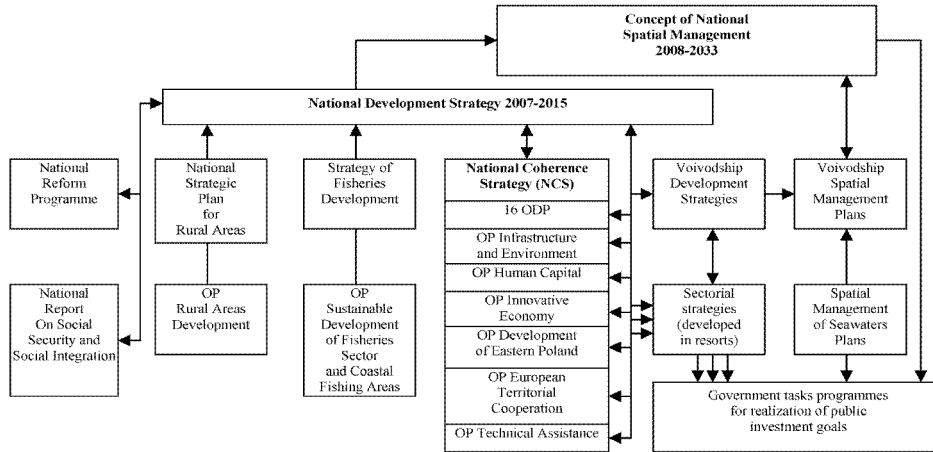 Concept of National
Spatial Management
2008-2033
National Development Strategy 2007-2015
National
Reform
Programme
National
Strategic
Plan
for
Rural Areas
Strategy of
Fisheries
Development
National Coherence
Strategy (NCS)
16 ODP
OP Infrastructure
and Environment
OP Human Capital
OP Innovative
Economy
OP Development
of Eastern Poland
OP European
Territorial
Cooperation
OP Technical Assistance
Voivodship
Development
Strategies
Voivodship
Spatial
Management
Plans
National
Report
On Social
Security and
Social Integration
OP
Rural Areas
Development
OP
Sustainable
Development
of Fisheries
Sector
and Coastal
Fishing Areas
Sectorial
strategies
(developed
in resorts)
Spatial
Management
of Seawaters
Plans
Government tasks programmes
for realization of public
investment goals